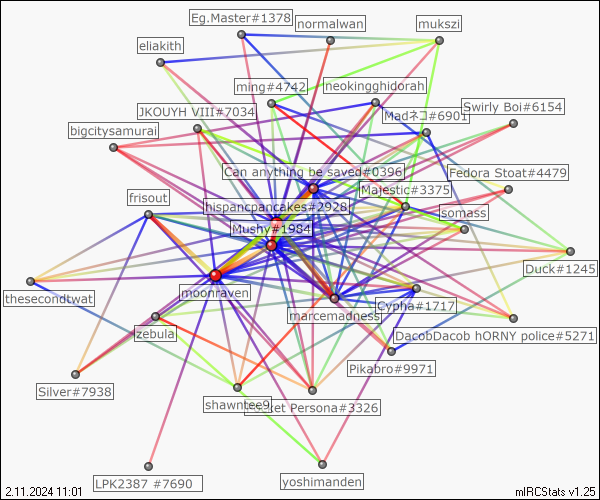 Eg.Master#1378
normalwan
mukszi
eliakith
ming#4742
neokingghidorah
JKOUYH VIII#7034
Madネコ#6901
Swirly Boi#6154
bigcitysamurai
Can anything be saved#0396
Fedora Stoat#4479
Majestic#3375
frisout
hispancpancakes#2928
somass
Mushy#1984
Duck#1245
moonraven
thesecondtwat
Cypha#1717
marcemadness
zebula
DacobDacob hORNY police#5271
Pikabro#9971
Silver#7938
shawntee9
Persona#3326
LPK2387 #7690
yoshimanden
2.11.2024 11:01
mIRCStats v1.25